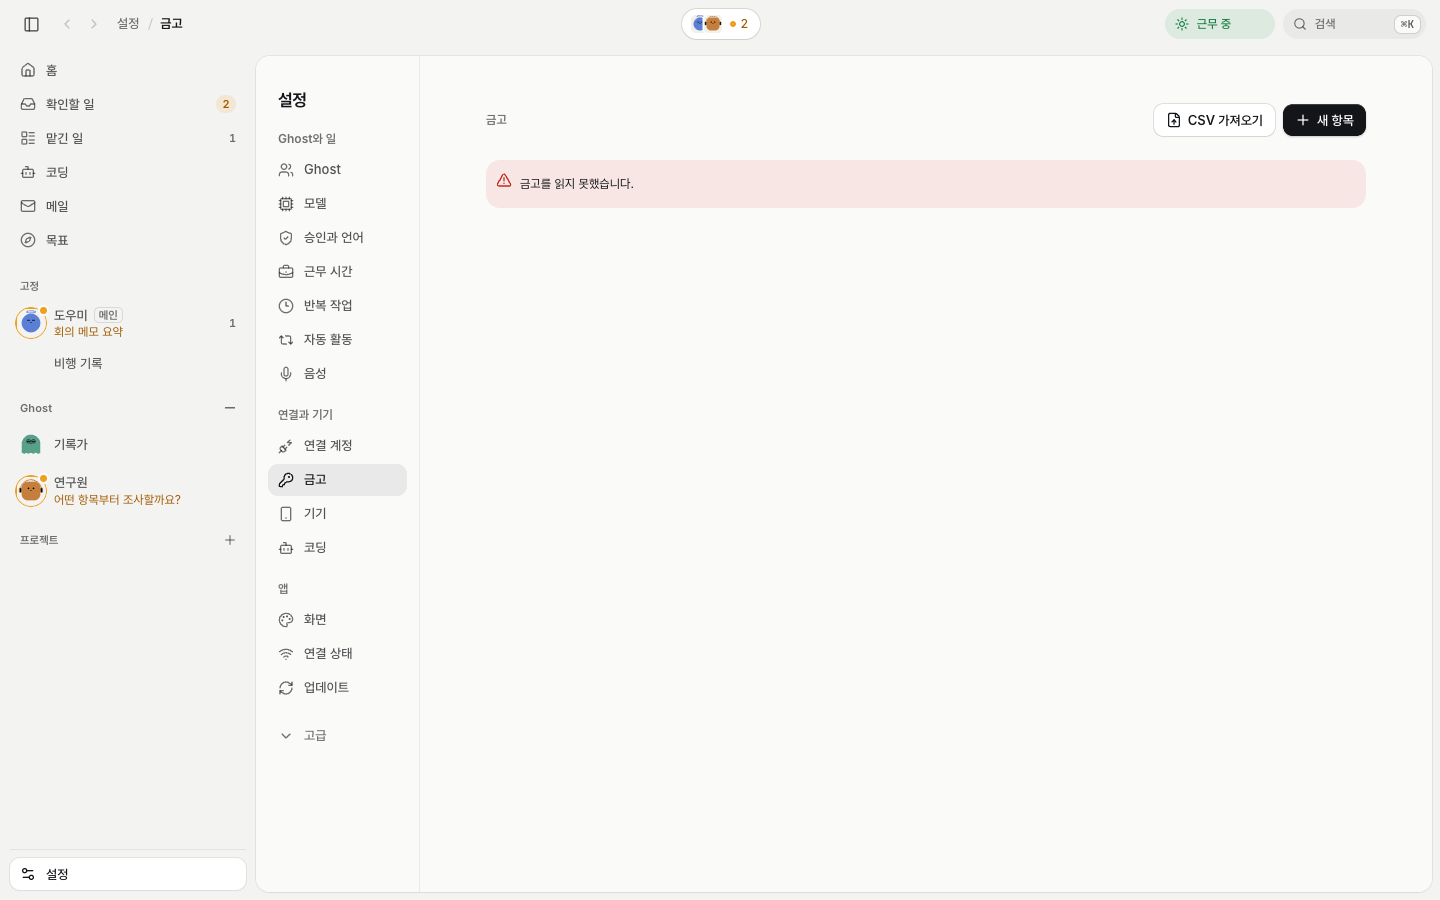 설정 / 금고
2
근무 중
검색
⌘K
홈
확인할 일
2
맡긴 일
1
코딩
메일
목표
고정
도우미
메인
회의 메모 요약
1
비행 기록
Ghost
기록가
연구원
어떤 항목부터 조사할까요?
프로젝트
설정
설정
Ghost와 일
Ghost
모델
승인과 언어
근무 시간
반복 작업
자동 활동
음성
연결과 기기
연결 계정
금고
기기
코딩
앱
화면
연결 상태
업데이트
고급
금고
CSV 가져오기
새 항목
금고를 읽지 못했습니다.